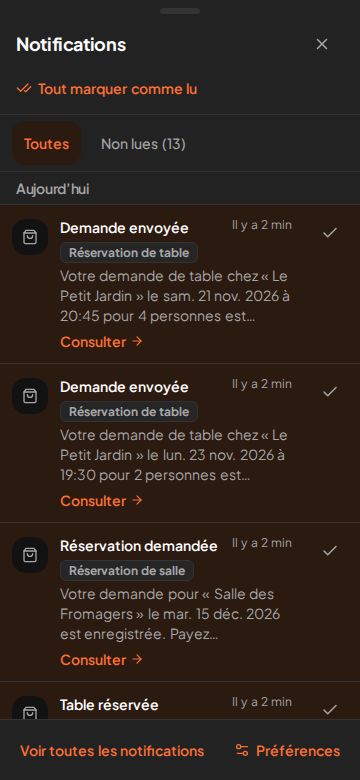 Notifications
Tout marquer comme lu
Toutes
Non lues (13)
Aujourd'hui
Demande envoyée
Il y a 2 min
Réservation de table
Votre demande de table chez « Le
Petit Jardin » le sam. 21 nov. 2026 à
20:45 pour 4 personnes est…
Consulter →
Demande envoyée
Il y a 2 min
Réservation de table
Votre demande de table chez « Le
Petit Jardin » le lun. 23 nov. 2026 à
19:30 pour 2 personnes est…
Consulter →
Réservation demandée
Il y a 2 min
Réservation de salle
Votre demande pour « Salle des
Fromagers » le mar. 15 déc. 2026
est enregistrée. Payez…
Consulter →
Table réservée
Il y a 2 min
Voir toutes les notifications
Préférences